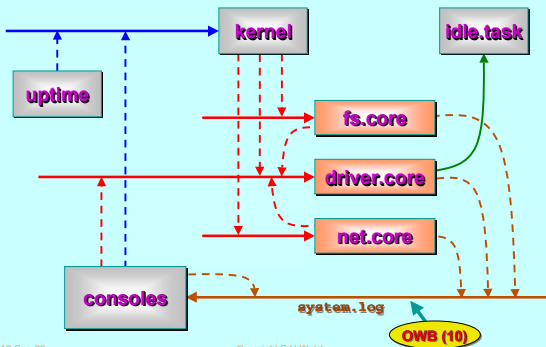 kernel
idle.task
uptime
fs.core
driver.core
net.core
consoles
system.log
OWB (10)